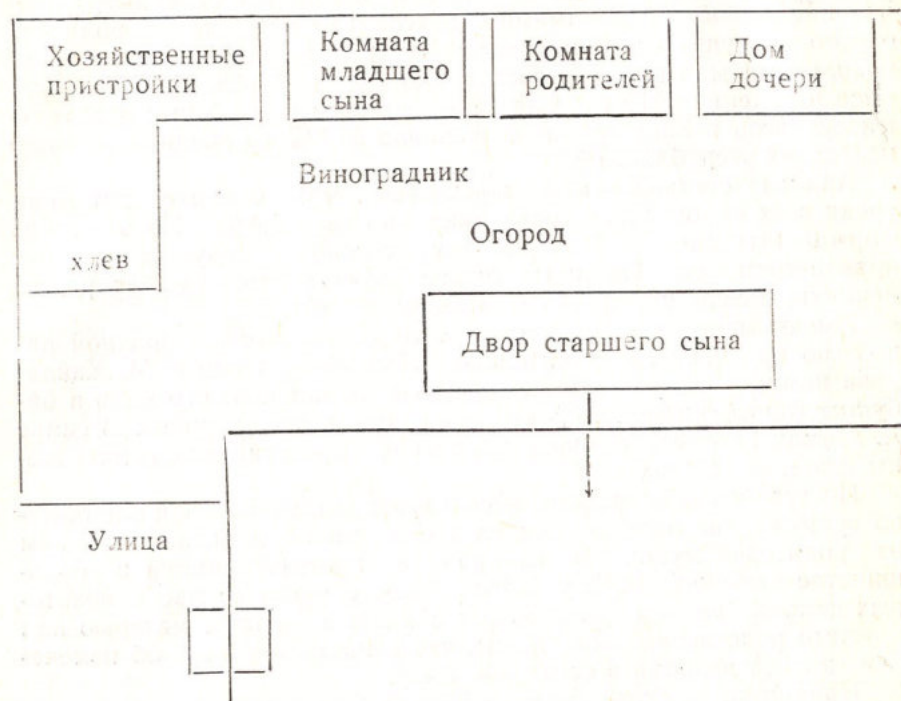 Хозяйственные
пристройки
Комната
младшего
сына
Комната
родителей
Дом
дочери
Виноградник
Огород
хлев
Двор старшего сына
Улица